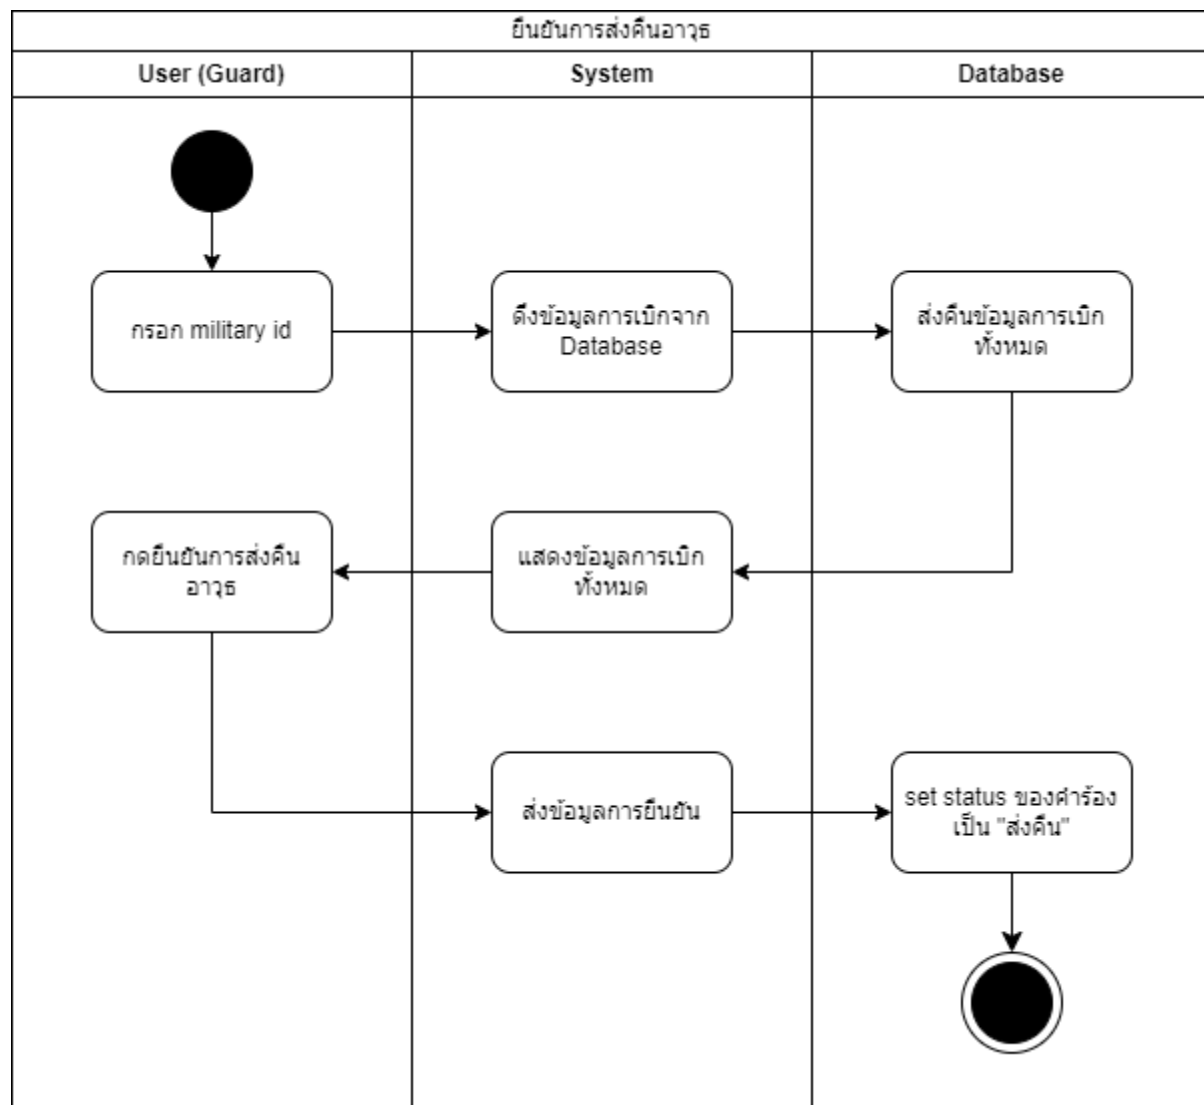 ยืนยันการส่งคืนอาวุธ
User (Guard)
System
Database
กรอก military id
ดึงข้อมูลการเบิกจาก
Database
ส่งคืนข้อมูลการเบิก
ทั้งหมด
กดยืนยันการส่งคืน
อาวุธ
แสดงข้อมูลการเบิก
ทั้งหมด
ส่งข้อมูลการยืนยัน
set status ของคำร้อง
เป็น "ส่งคืน"